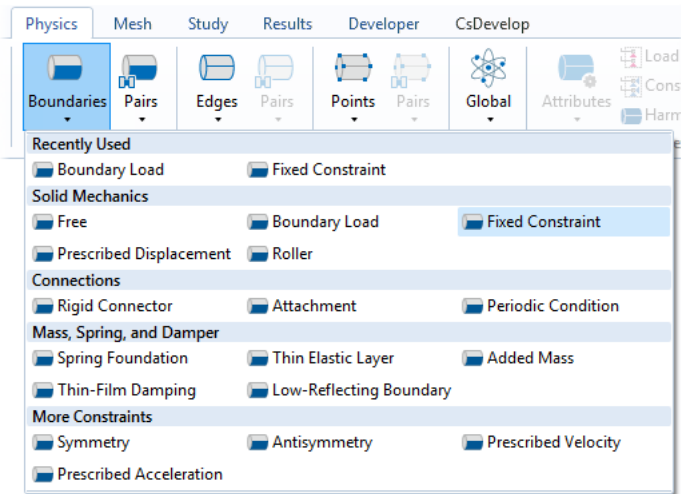 Physics Mesh Study Results Developer CsDevelop
Load
Cons
Harm
Boundaries Pairs Edges Pairs Points Pairs Global Attributes
Recently Used
Boundary Load Fixed Constraint
Solid Mechanics
Free Boundary Load Fixed Constraint
Prescribed Displacement Roller
Connections
Rigid Connector Attachment Periodic Condition
Mass, Spring, and Damper
Spring Foundation Thin Elastic Layer Added Mass
Thin-Film Damping Low-Reflecting Boundary
More Constraints
Symmetry Antisymmetry Prescribed Velocity
Prescribed Acceleration